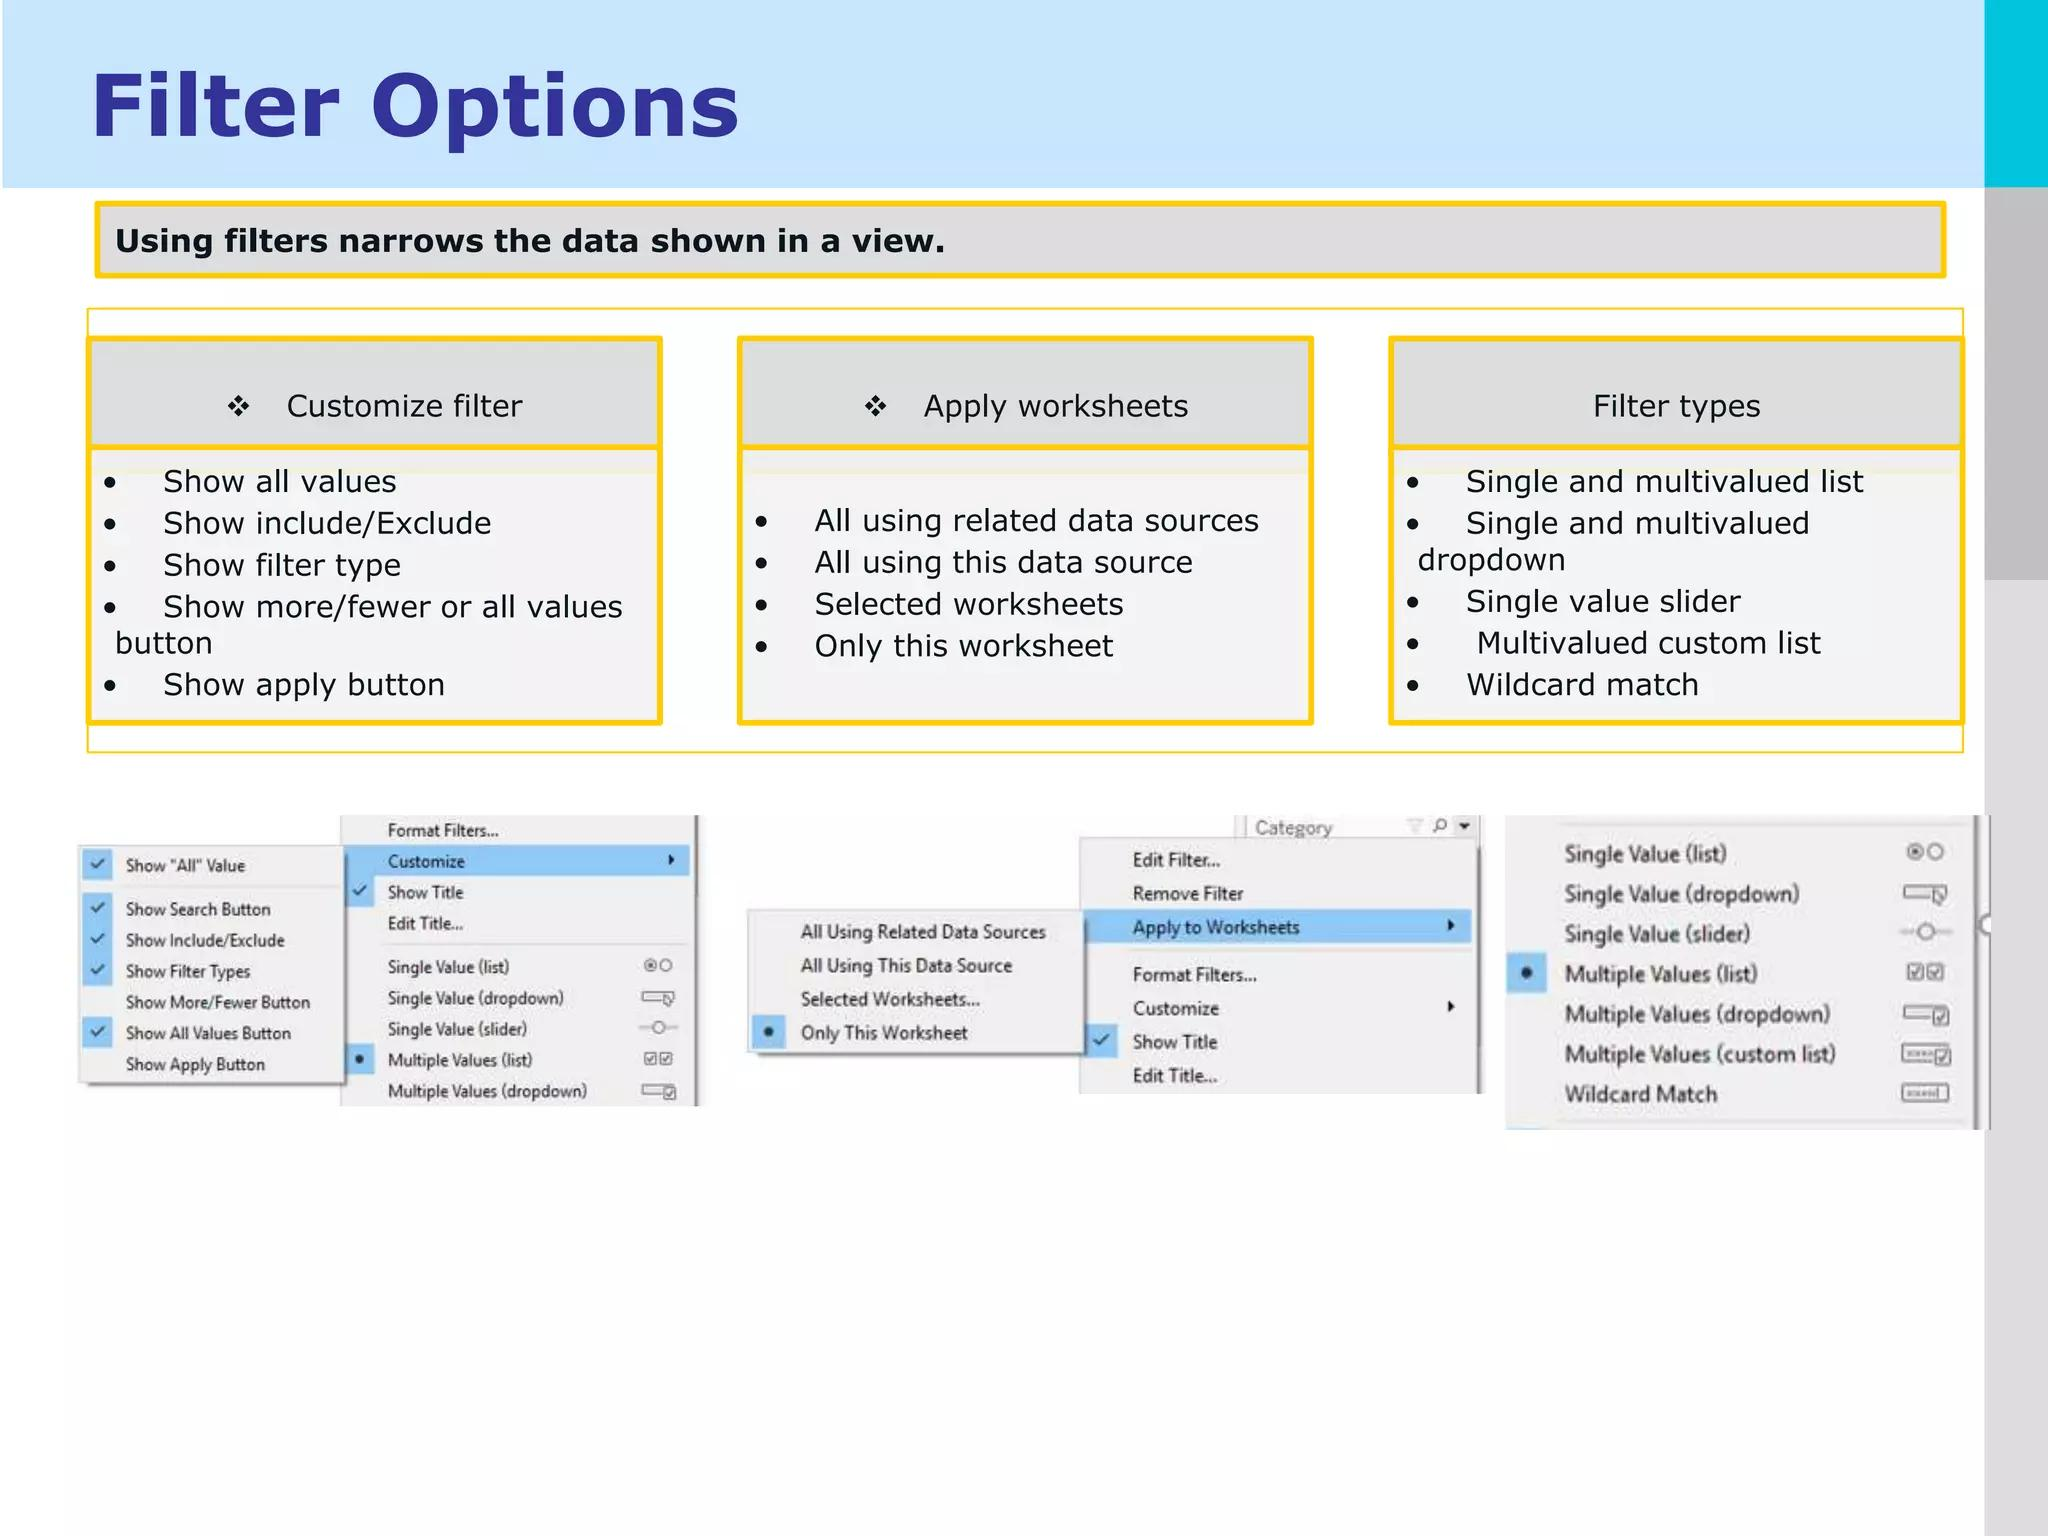 Filter Options
Using filters narrows the data shown in a view.
❖ Customize filter
• Show all values
• Show include/Exclude
• Show filter type
• Show more/fewer or all values
button
• Show apply button
❖ Apply worksheets
• All using related data sources
• All using this data source
• Selected worksheets
• Only this worksheet
Filter types
• Single and multivalued list
• Single and multivalued
dropdown
• Single value slider
• Multivalued custom list
• Wildcard match
Show "All" Value
Show Search Button
Show Include/Exclude
Show Filter Types
Show More/Fewer Button
Show All Values Button
Show Apply Button
Format Filters...
Customize
Show Title
Edit Title...
Single Value (list)
Single Value (dropdown)
Single Value (slider)
Multiple Values (list)
Multiple Values (dropdown)
All Using Related Data Sources
All Using This Data Source
Selected Worksheets...
Only This Worksheet
Category
Edit Filter...
Remove Filter
Apply to Worksheets
Format Filters...
Customize
Show Title
Edit Title...
Single Value (list)
Single Value (dropdown)
Single Value (slider)
Multiple Values (list)
Multiple Values (dropdown)
Multiple Values (custom list)
Wildcard Match